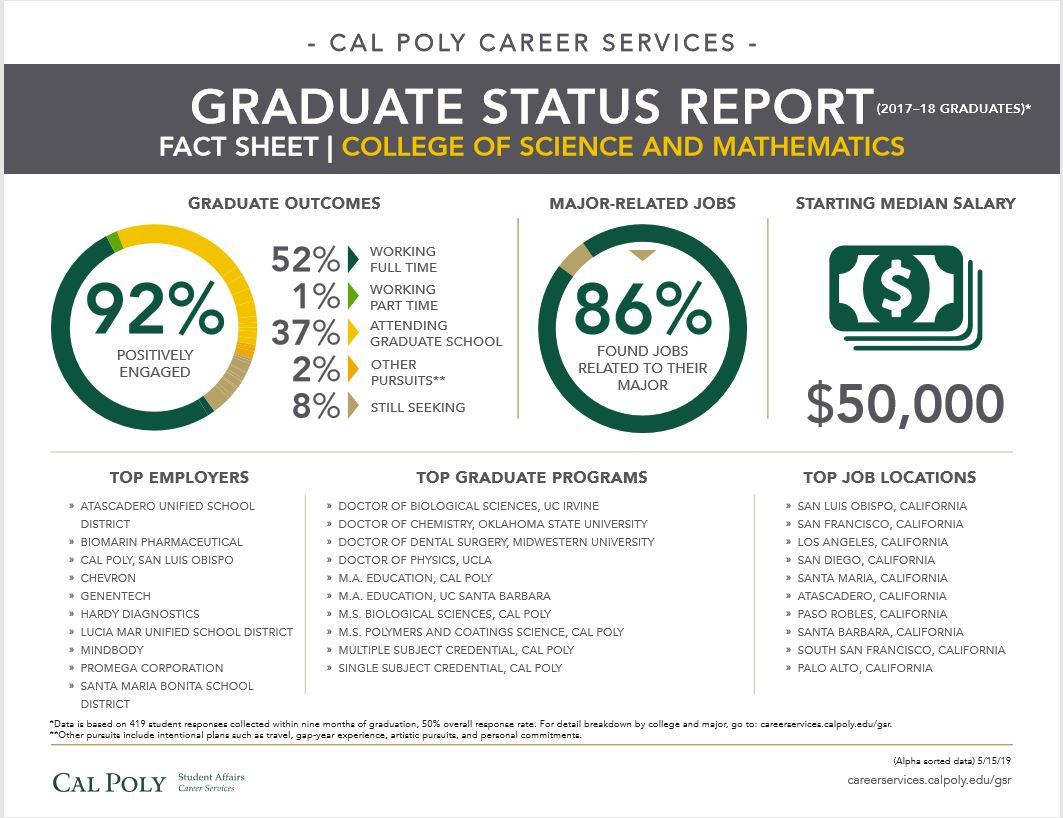 - CAL POLY CAREER SERVICES -
GRADUATE STATUS REPORT (2017–18 GRADUATES)*
FACT SHEET | COLLEGE OF SCIENCE AND MATHEMATICS
GRADUATE OUTCOMES
92%
POSITIVELY
ENGAGED
52% WORKING
FULL TIME
1% WORKING
PART TIME
37% ATTENDING
GRADUATE SCHOOL
2% OTHER
PURSUITS**
8% STILL SEEKING
MAJOR-RELATED JOBS
86%
FOUND JOBS
RELATED TO THEIR
MAJOR
STARTING MEDIAN SALARY
$
$50,000
TOP EMPLOYERS
» ATASCADERO UNIFIED SCHOOL
DISTRICT
» BIOMARIN PHARMACEUTICAL
» CAL POLY, SAN LUIS OBISPO
» CHEVRON
» GENENTECH
» HARDY DIAGNOSTICS
» LUCIA MAR UNIFIED SCHOOL DISTRICT
» MINDBODY
» PROMEGA CORPORATION
» SANTA MARIA BONITA SCHOOL
DISTRICT
TOP GRADUATE PROGRAMS
» DOCTOR OF BIOLOGICAL SCIENCES, UC IRVINE
» DOCTOR OF CHEMISTRY, OKLAHOMA STATE UNIVERSITY
» DOCTOR OF DENTAL SURGERY, MIDWESTERN UNIVERSITY
» DOCTOR OF PHYSICS, UCLA
» M.A. EDUCATION, CAL POLY
» M.A. EDUCATION, UC SANTA BARBARA
» M.S. BIOLOGICAL SCIENCES, CAL POLY
» M.S. POLYMERS AND COATINGS SCIENCE, CAL POLY
» MULTIPLE SUBJECT CREDENTIAL, CAL POLY
» SINGLE SUBJECT CREDENTIAL, CAL POLY
TOP JOB LOCATIONS
» SAN LUIS OBISPO, CALIFORNIA
» SAN FRANCISCO, CALIFORNIA
» LOS ANGELES, CALIFORNIA
» SAN DIEGO, CALIFORNIA
» SANTA MARIA, CALIFORNIA
» ATASCADERO, CALIFORNIA
» PASO ROBLES, CALIFORNIA
» SANTA BARBARA, CALIFORNIA
» SOUTH SAN FRANCISCO, CALIFORNIA
» PALO ALTO, CALIFORNIA
*Data is based on 419 student responses collected within nine months of graduation, 50% overall response rate. For detail breakdown by college and major, go to: careerservices.calpoly.edu/gsr.
**Other pursuits include intentional plans such as travel, gap-year experience, artistic pursuits, and personal commitments.
(Alpha sorted data) 5/15/19
careerservices.calpoly.edu/gsr
CAL POLY
Student Affairs
Career Services